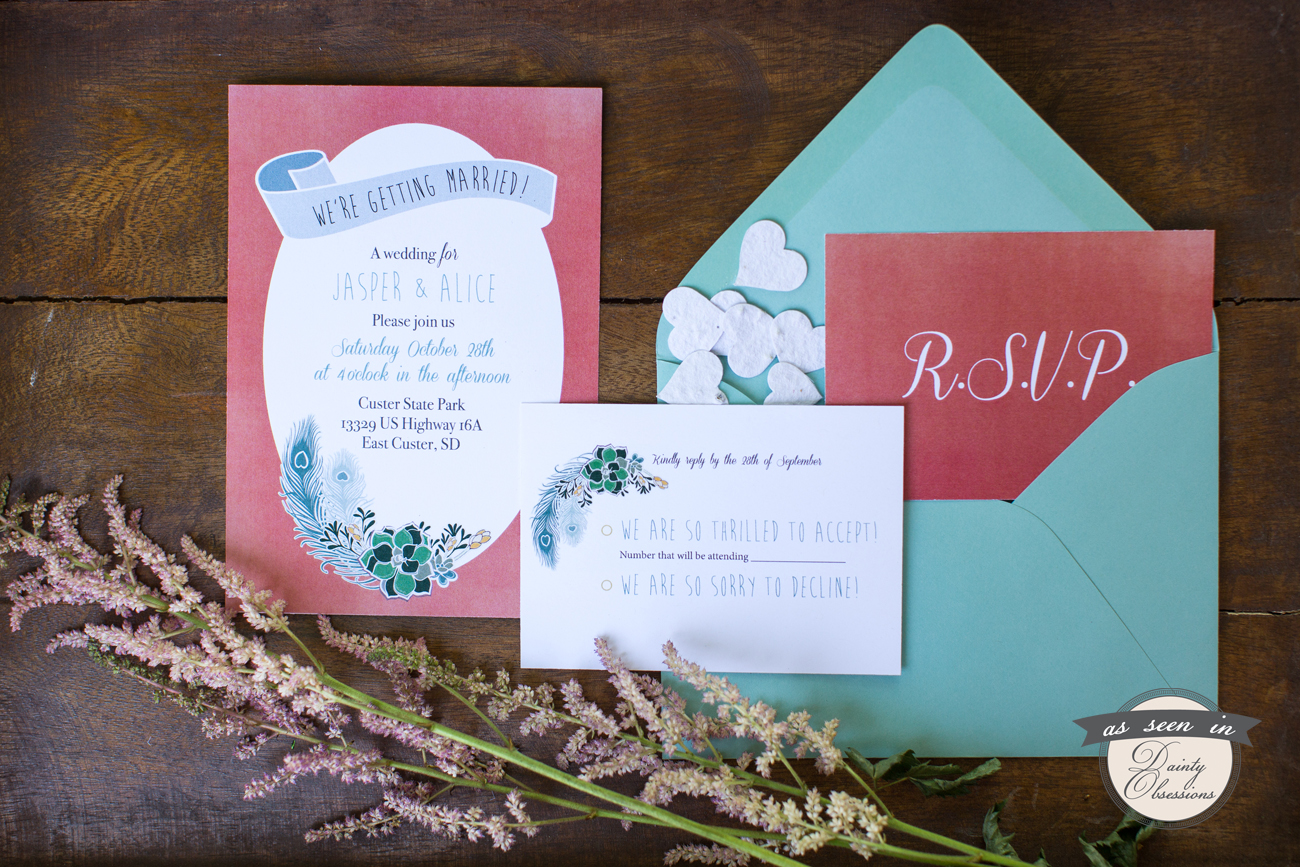 WE'RE GETTING MARRIED!
A wedding for
JASPER & ALICE
Please join us
Saturday October 28th
at 4 o'clock in the afternoon
Custer State Park
13329 US Highway 16A
East Custer, SD
R.S.V.P.
Kindly reply by the 28th of September
WE ARE SO THRILLED TO ACCEPT!
Number that will be attending
WE ARE SO SORRY TO DECLINE!
as seen in
Dainty
Obsessions